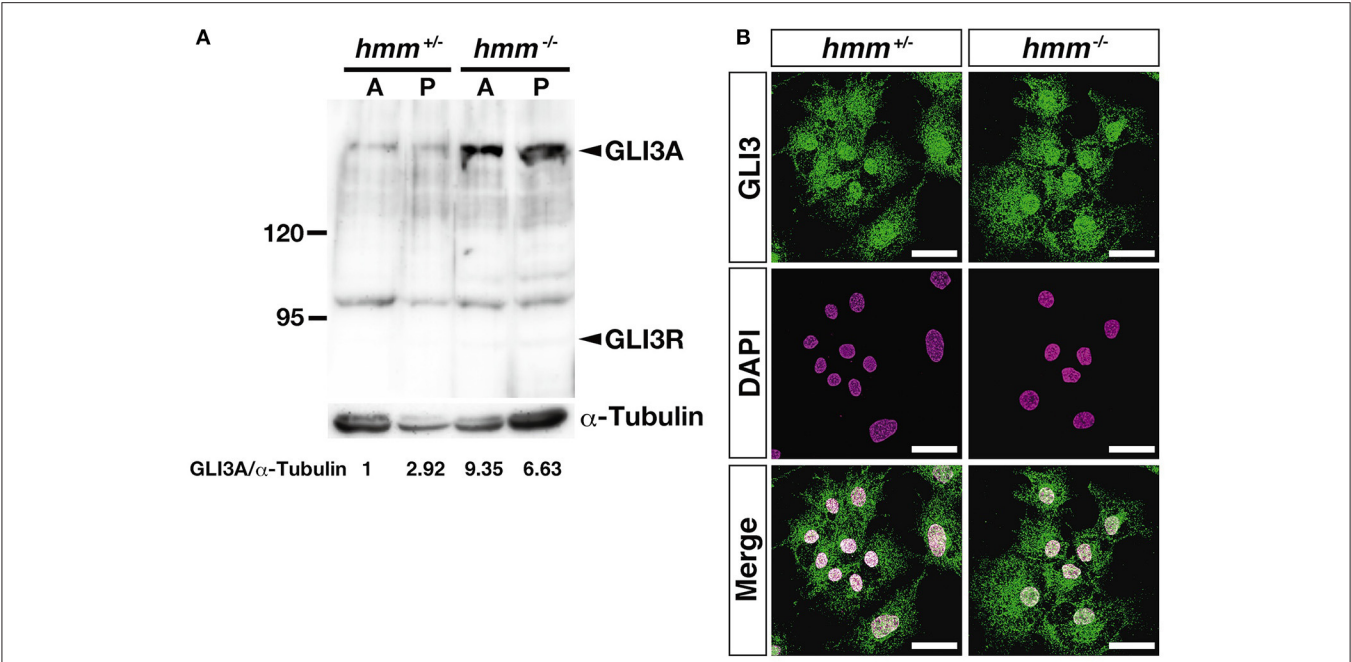 A
hmm+/- hmm-/-
A P A P
GLI3A
120
95
GLI3R
α-Tubulin
GLI3A/α-Tubulin 1 2.92 9.35 6.63
B
hmm+/- hmm-/-
GLI3
DAPI
Merge